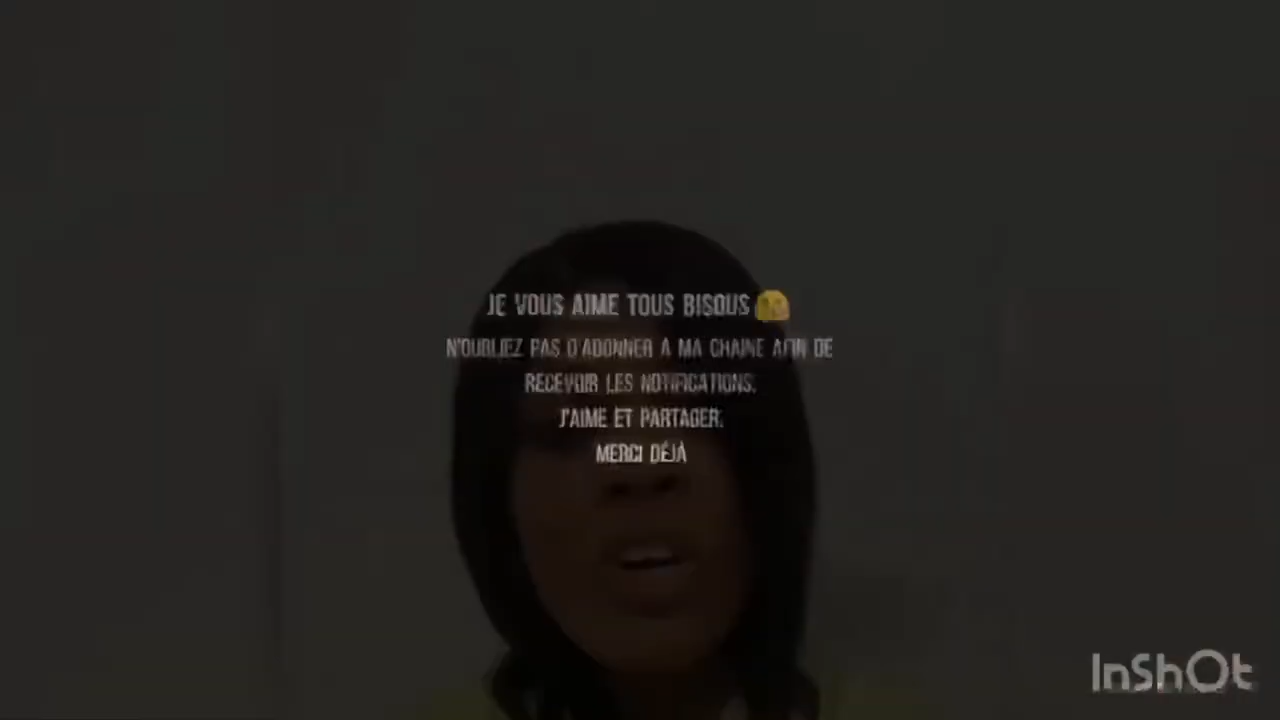 JE VOUS AIME TOUS BISOUS 🤗
N'OUBLIEZ PAS D'ABONNER A MA CHAINE AFIN DE
RECEVOIR LES NOTIFICATIONS.
J'AIME ET PARTAGER.
MERCI DÉJÀ
InShOt